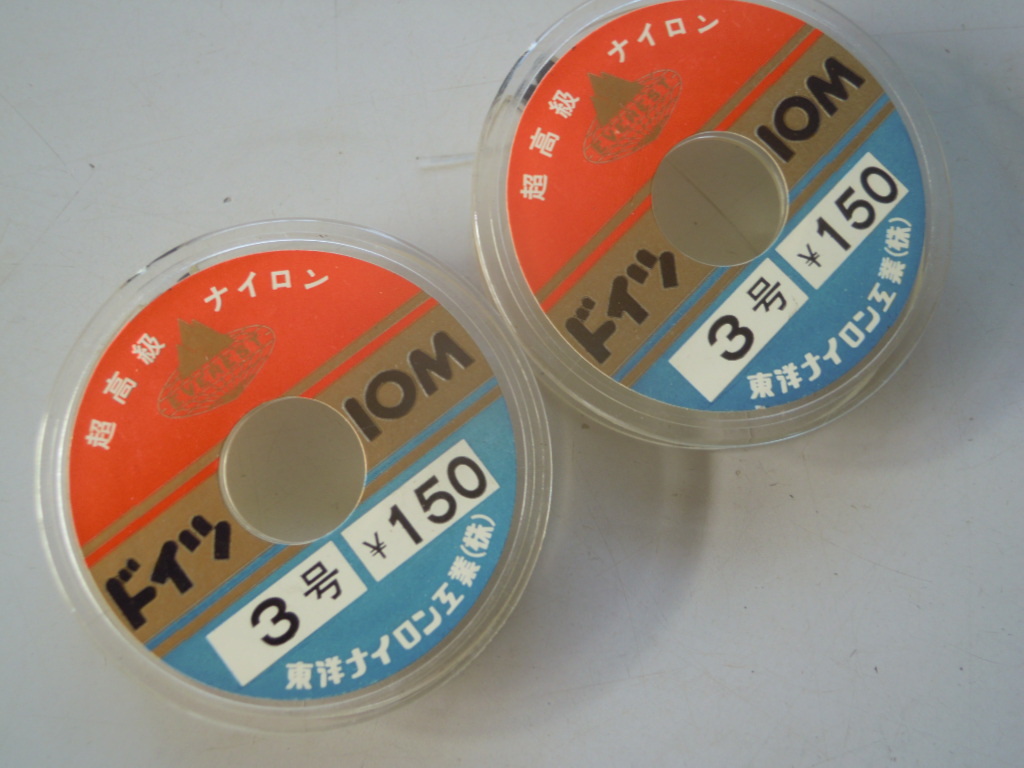 超高級 ナイロン
EVEREST
ドイツ 10M
3号 ¥150
東洋ナイロン工業(株)
超高級 ナイロン
EVEREST
ドイツ 10M
3号 ¥150
東洋ナイロン工業(株)